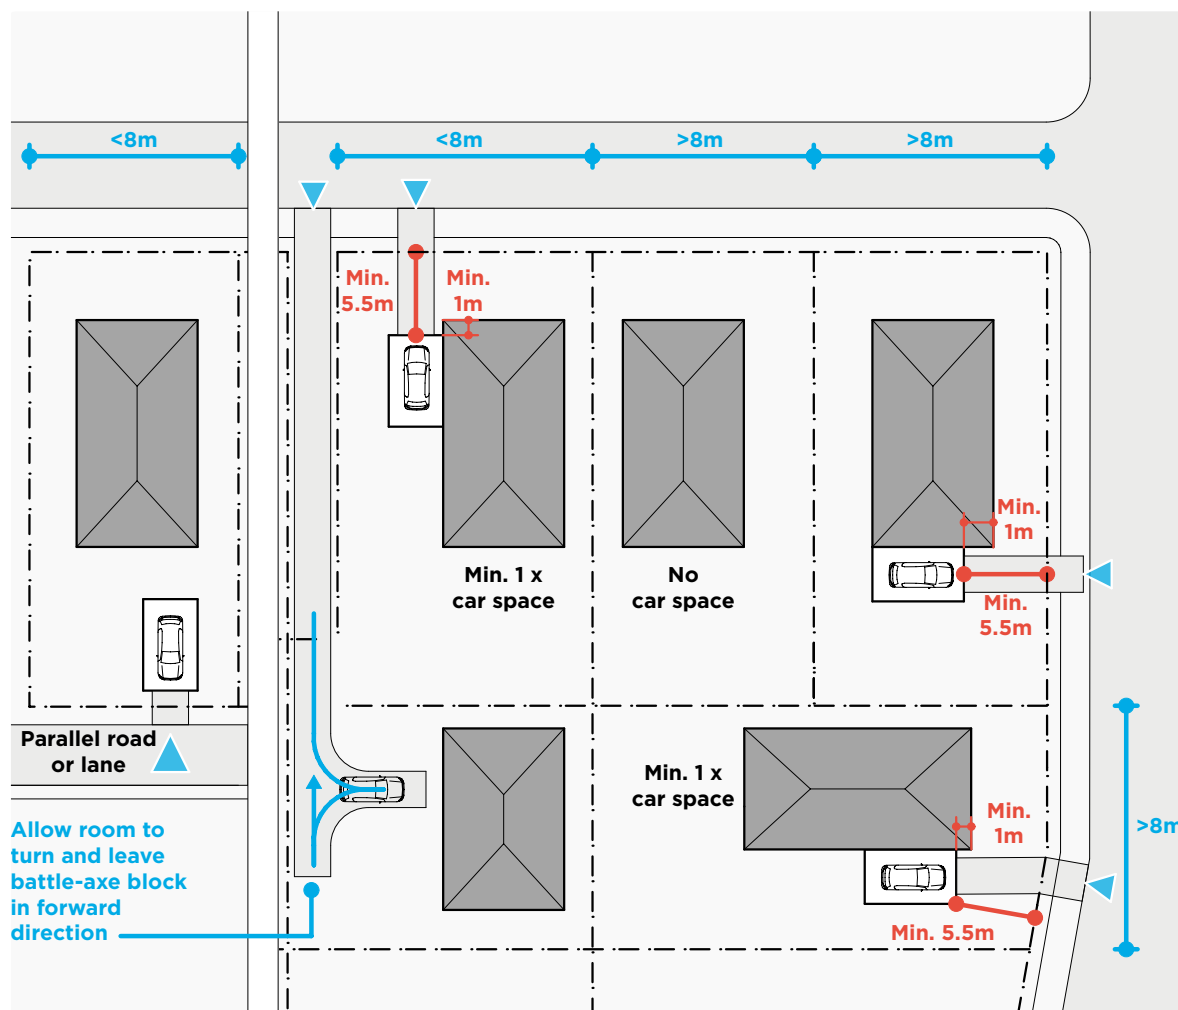 <8m
<8m
>8m
>8m
Min.
5.5m
Min.
1m
Min.
1m
Min.
5.5m
Min. 1 x
car space
No
car space
Parallel road
or lane
Min. 1 x
car space
Min.
1m
>8m
Min. 5.5m
Allow room to
turn and leave
battle-axe block
in forward
direction